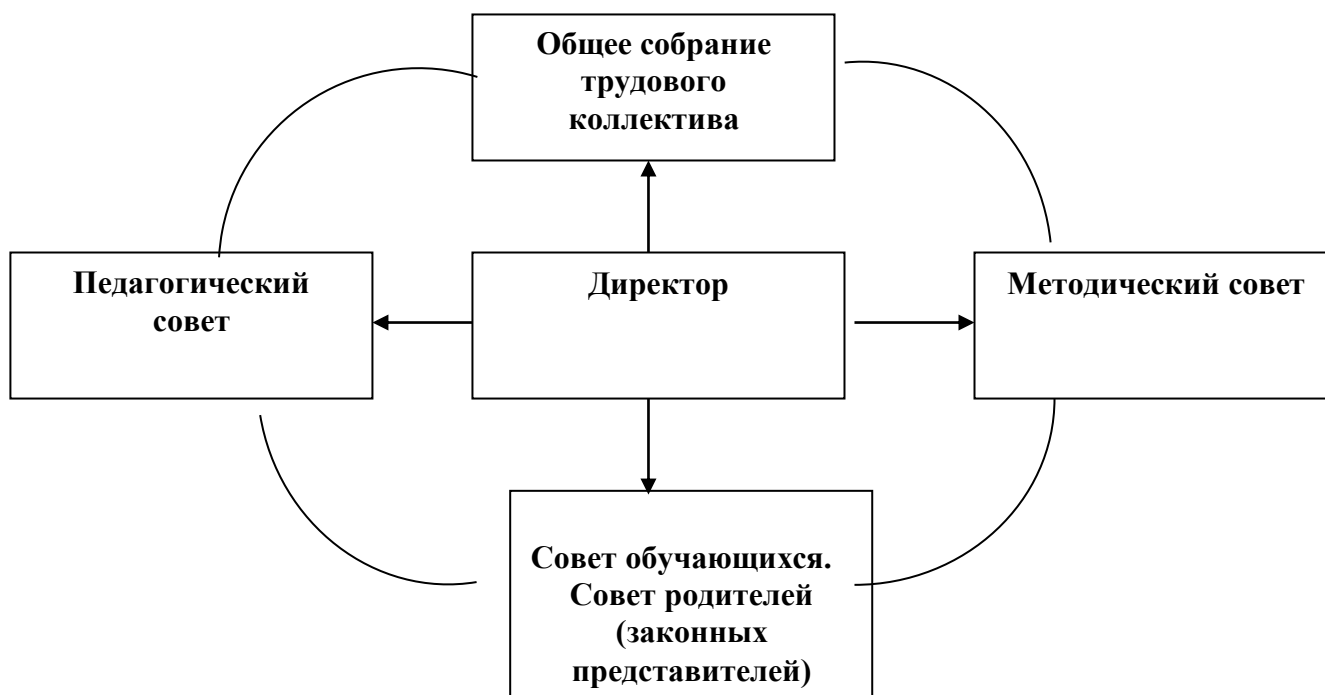 Общее собрание
трудового
коллектива
Педагогический
совет
Директор
Методический совет
Совет обучающихся.
Совет родителей
(законных
представителей)